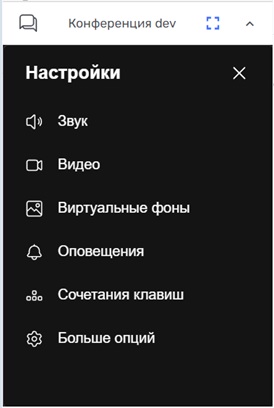 Конференция dev
Настройки
Звук
Видео
Виртуальные фоны
Оповещения
Сочетания клавиш
Больше опций